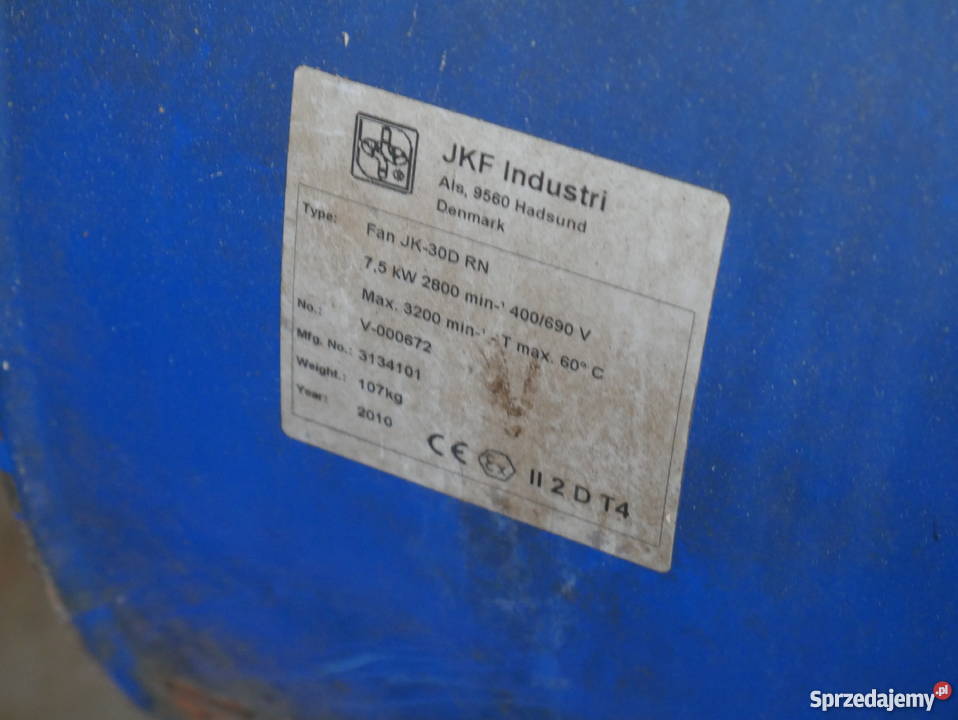 JKF Industri
Als, 9560 Hadsund
Denmark
Type: Fan JK-30D RN
7,5 kW 2800 min-¹ 400/690 V
Max. 3200 min-¹ - T max. 60° C
No.: V-000672
Mfg. No.: 3134101
Weight.: 107kg
Year: 2010
CE Ex II 2 D T4
Sprzedajemy.pl